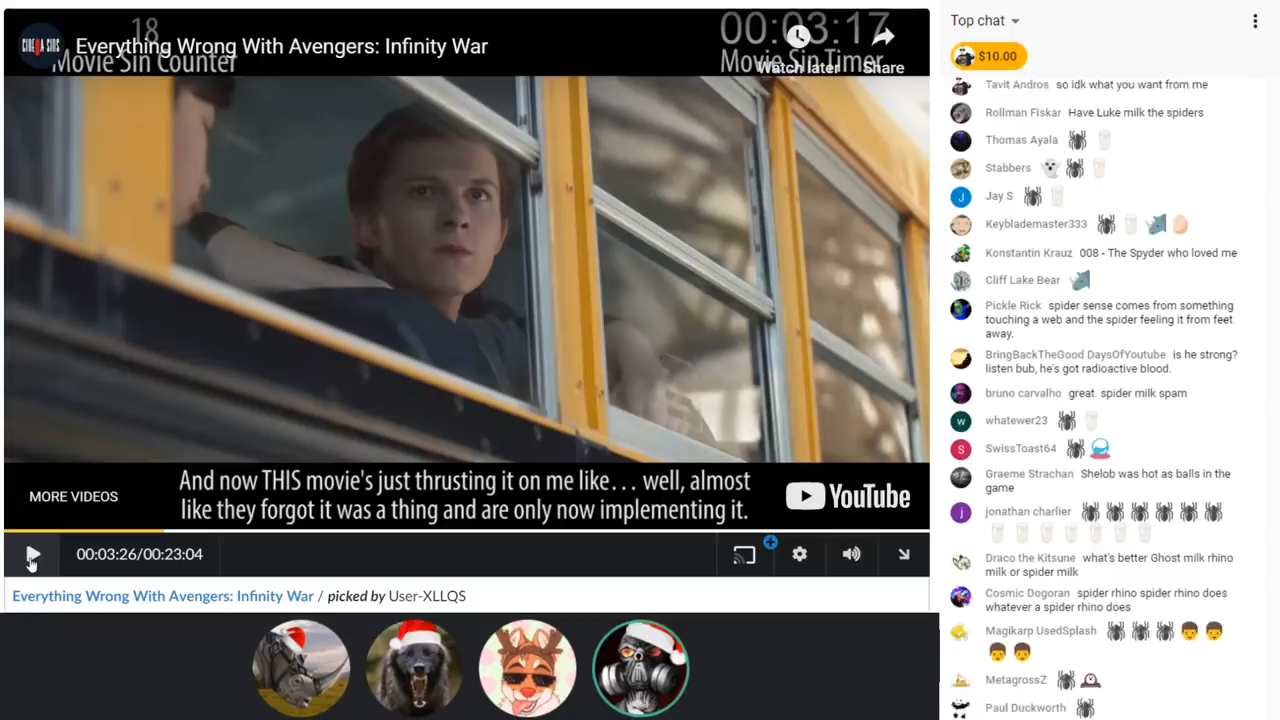 18
00:03:17
CINEMA SINS
Everything Wrong With Avengers: Infinity War
Movie Sin Counter
Movie Sin Timer
Watch later
Share
MORE VIDEOS
And now THIS movie's just thrusting it on me like… well, almost
like they forgot it was a thing and are only now implementing it.
YouTube
00:03:26/00:23:04
Everything Wrong With Avengers: Infinity War / picked by User-XLLQS
Top chat
$10.00
Tavit Andros so idk what you want from me
Rollman Fiskar Have Luke milk the spiders
Thomas Ayala 🕷🥛
Stabbers 👻🕷🥛
J
Jay S 🕷🥛
Keyblademaster333 🕷🥛🦏🥚
Konstantin Krauz 008 - The Spyder who loved me
Cliff Lake Bear 🦏
Pickle Rick spider sense comes from something
touching a web and the spider feeling it from feet
away.
BringBackTheGood DaysOfYoutube is he strong?
listen bub, he's got radioactive blood.
bruno carvalho great. spider milk spam
w
whatewer23 🕷🥛
S
SwissToast64 🕷🔮
Graeme Strachan Shelob was hot as balls in the
game
j
jonathan charlier 🕷🕷🕷🕷🕷🕷
🥛🥛🥛🥛🥛🥛🥛
Draco the Kitsune what's better Ghost milk rhino
milk or spider milk
Cosmic Dogoran spider rhino spider rhino does
whatever a spider rhino does
Magikarp UsedSplash 🕷🕷🕷👨👨
👨👨
MetagrossZ 🕷🕰
Paul Duckworth 🕷